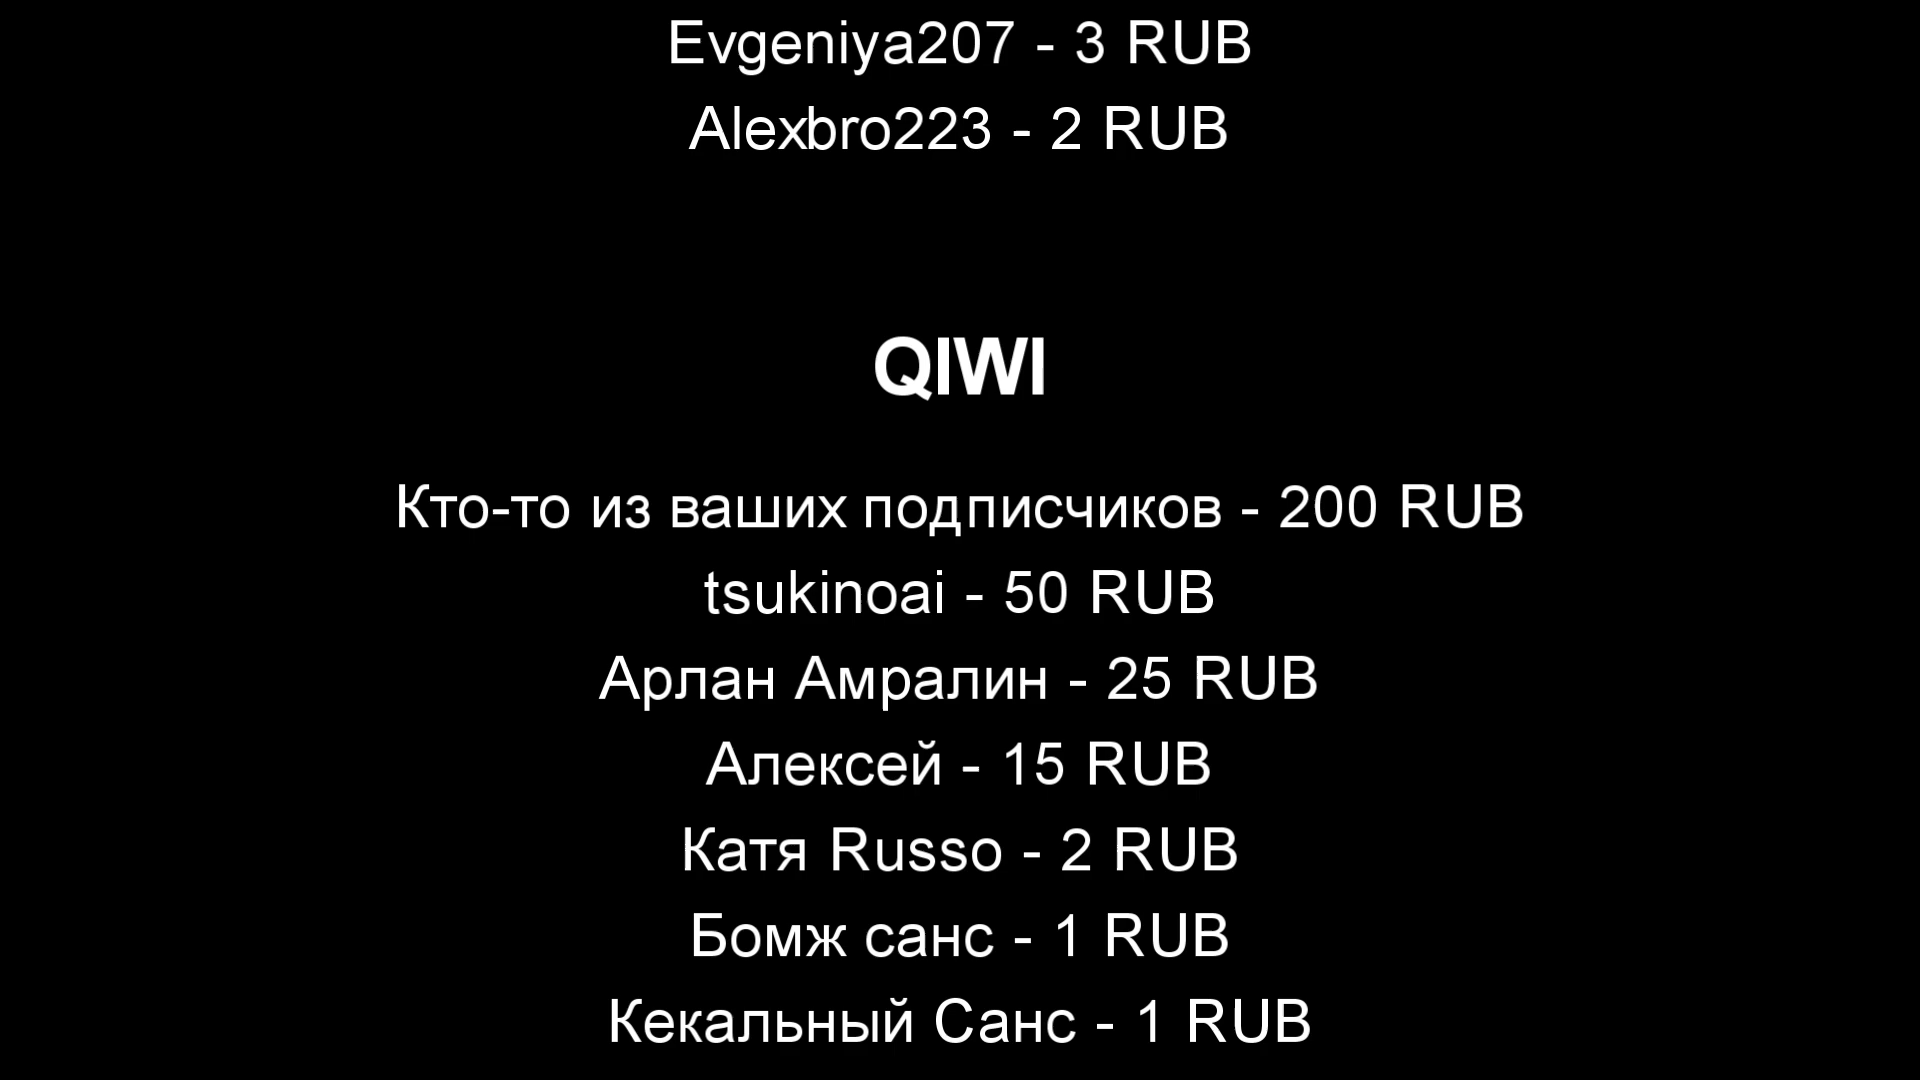 Evgeniya207 - 3 RUB
Alexbro223 - 2 RUB
QIWI
Кто-то из ваших подписчиков - 200 RUB
tsukinoai - 50 RUB
Арлан Амралин - 25 RUB
Алексей - 15 RUB
Катя Russo - 2 RUB
Бомж санс - 1 RUB
Кекальный Санс - 1 RUB